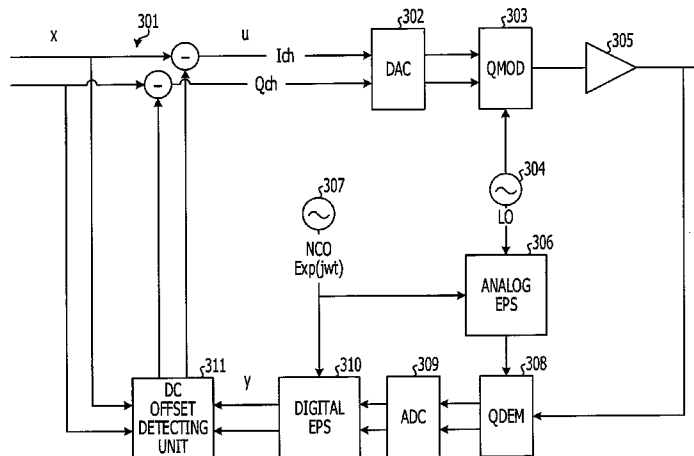 x
301
u
Ich
Qch
-
-
302
DAC
303
QMOD
305
304
LO
307
NCO
Exp(jwt)
306
ANALOG
EPS
311
DC
OFFSET
DETECTING
UNIT
y
310
DIGITAL
EPS
309
ADC
308
QDEM